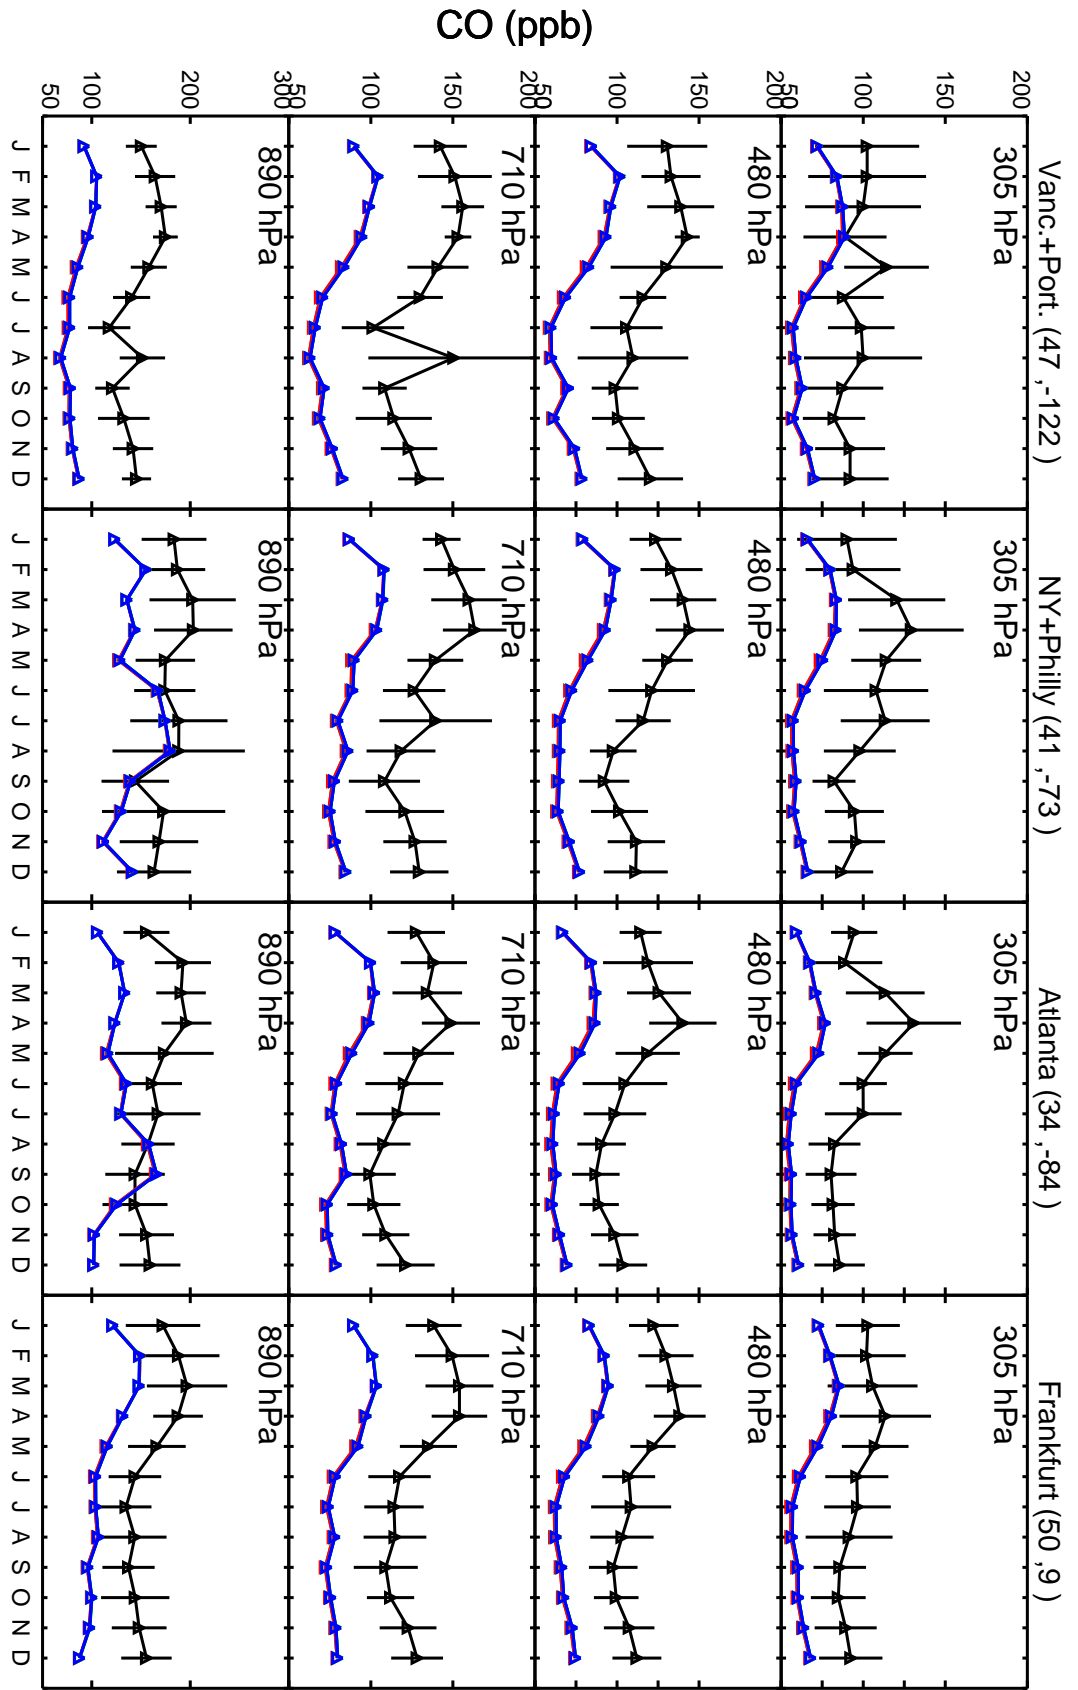 CO (ppb)
Vanc.+Port. (47 ,-122 )
NY+Philly (41 ,-73 )
Atlanta (34 ,-84 )
Frankfurt (50 ,9 )
200
150
100
50
305 hPa
305 hPa
305 hPa
305 hPa
200
150
100
50
480 hPa
480 hPa
480 hPa
480 hPa
200
150
100
50
710 hPa
710 hPa
710 hPa
710 hPa
300
200
100
50
890 hPa
890 hPa
890 hPa
890 hPa
J F M A M J J A S O N D
J F M A M J J A S O N D
J F M A M J J A S O N D
J F M A M J J A S O N D